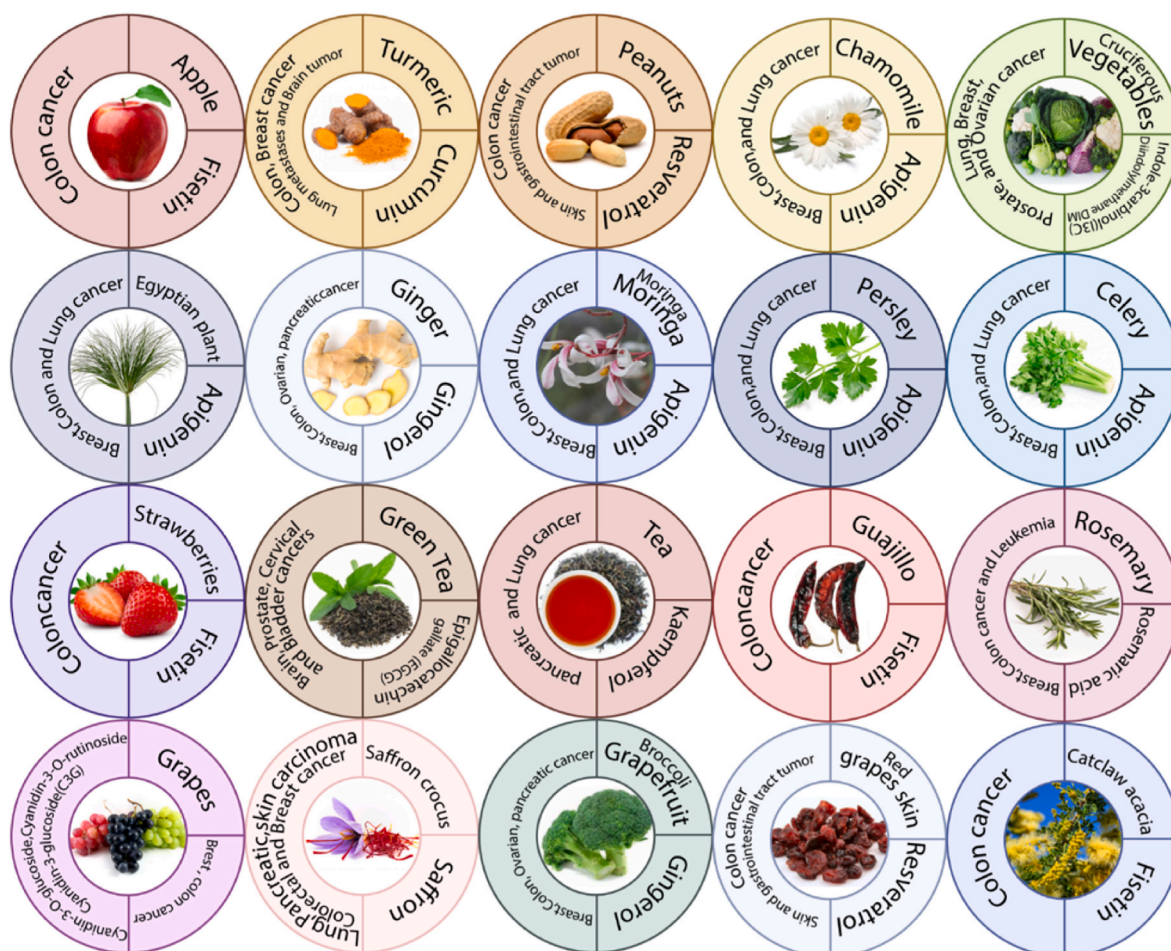 Colon cancer
Apple
Fisetin
Colon, Breast cancer
Lung metastases and Brain tumor
Turmeric
Curcumin
Colon cancer
Skin and gastrointestinal tract tumor
Peanuts
Resvratrol
Breast,Colon,and Lung cancer
Chamomile
Apigenin
Lung, Breast,
Prostate, and Ovarian cancer
Cruciferous
Vegetables
Indole-3carbinol(I3C)
Diindolylmethane DIM
Breast,Colon and Lung cancer
Egyptian plant
Apigenin
Breast,Colon, Ovarian, pancreaticcancer
Ginger
Gingerol
Breast,Colon,and Lung cancer
Moringa
Moringa
Apigenin
Breast,Colon,and Lung cancer
Persley
Apigenin
Breast,Colon,and Lung cancer
Celery
Apigenin
Coloncancer
Strawberries
Fisetin
Brain,Prostate, Cervical
and Bladder cancers
Green Tea
Epigallocatechin
gallate (EGCG)
pancreatic and Lung cancer
Tea
Kaempferol
Coloncancer
Guajillo
Fisetin
Breast,Colon cancer and Leukemia
Rosemary
Rosemaric acid
Cyanidin-3-O-glucoside,Cyanidin-3-O-rutinoside
Cyanidin-3-glucoside(C3G)
Grapes
Brest, colon cancer
Lung,Pancreatic,skin carcinoma
Colorectal and Breast cancer
Saffron crocus
Saffron
Breast,Colon, Ovarian, pancreatic cancer
Broccoli
Grapefruit
Gingerol
Colon cancer
Skin and gastrointestinal tract tumor
Red
grapes skin
Resvratrol
Colon cancer
Catclaw acacia
Fisetin